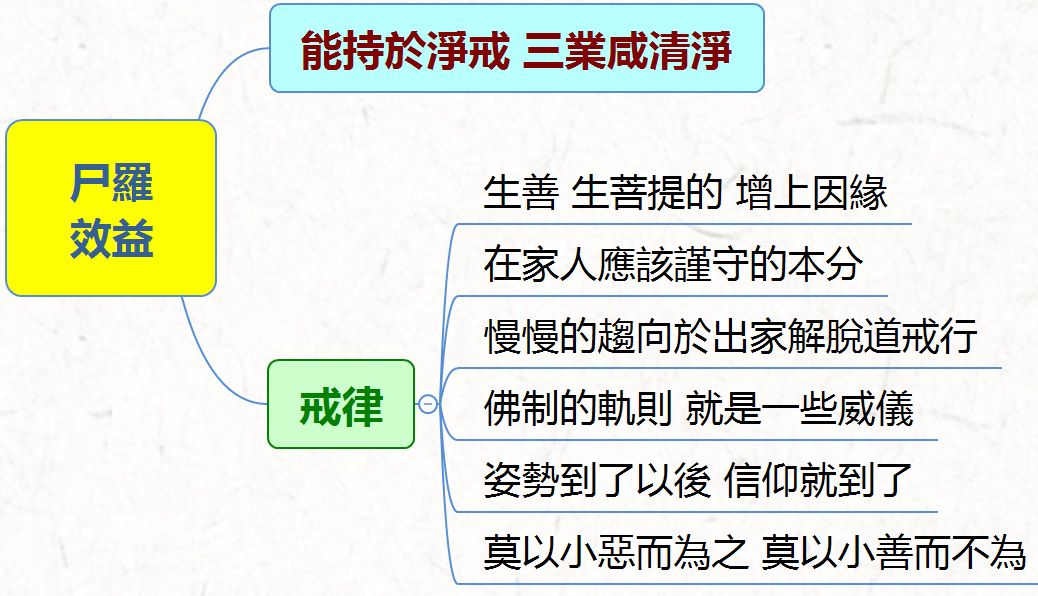 能持於淨戒 三業咸清淨
尸羅
效益
生善 生菩提的 增上因緣
在家人應該謹守的本分
慢慢的趨向於出家解脫道戒行
戒律
佛制的軌則 就是一些威儀
姿勢到了以後 信仰就到了
莫以小惡而為之 莫以小善而不為